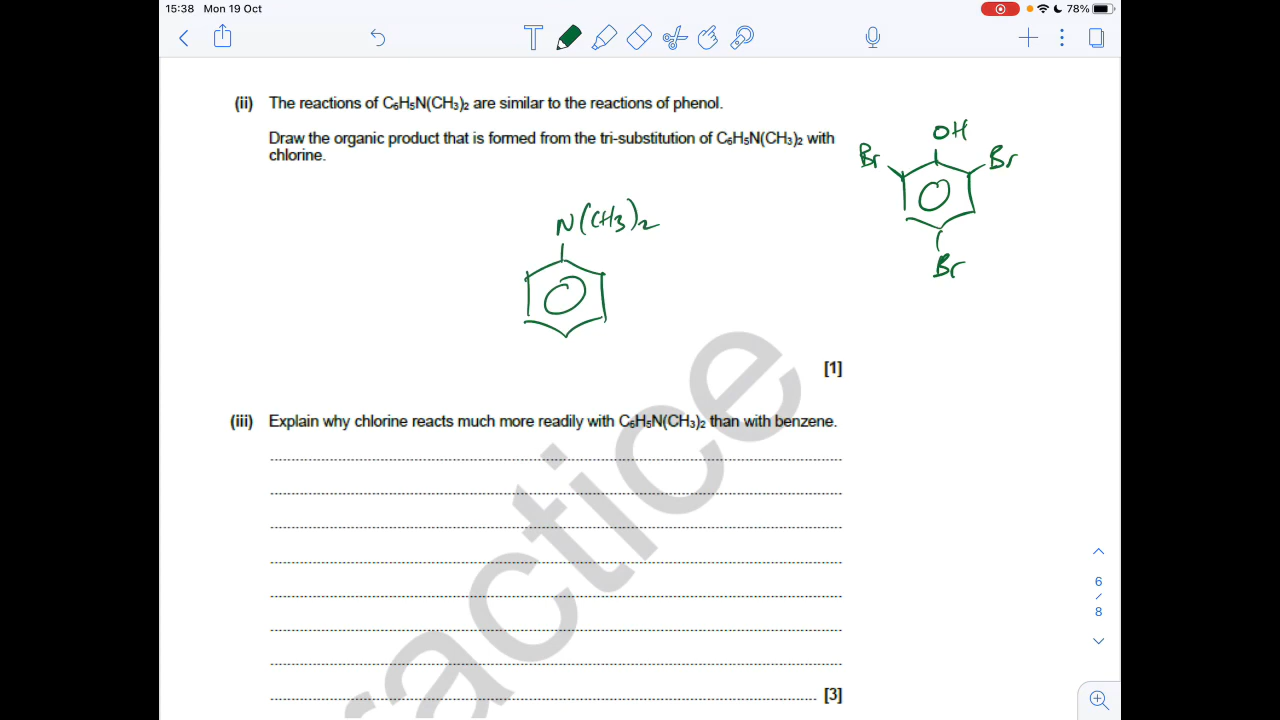 15:38 Mon 19 Oct
78%
T
(ii) The reactions of C₆H₅N(CH₃)₂ are similar to the reactions of phenol.
Draw the organic product that is formed from the tri-substitution of C₆H₅N(CH₃)₂ with
chlorine.
OH
Br Br
Br
N(CH3)2
[1]
(iii) Explain why chlorine reacts much more readily with C₆H₅N(CH₃)₂ than with benzene.
[3]
6
/
8
actice